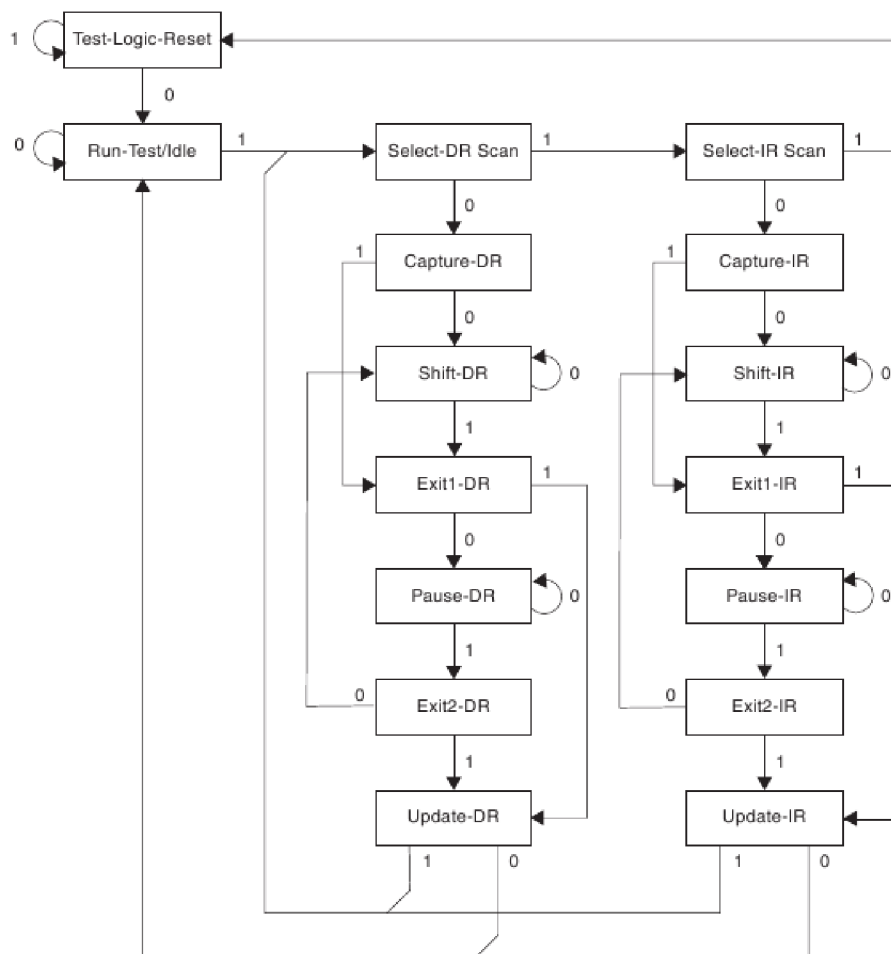 1 Test-Logic-Reset
0
0 Run-Test/Idle 1 Select-DR Scan 1 Select-IR Scan 1
0 0
1 Capture-DR 1 Capture-IR
0 0
Shift-DR 0 Shift-IR 0
1 1
Exit1-DR 1 Exit1-IR 1
0 0
Pause-DR 0 Pause-IR 0
1 1
0 Exit2-DR 0 Exit2-IR
1 1
Update-DR Update-IR
1 0 1 0